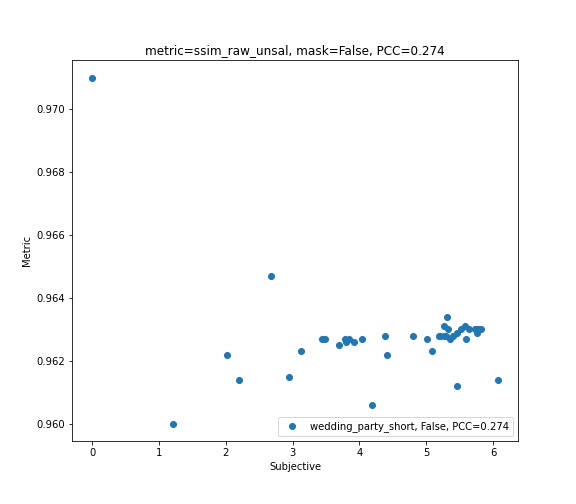 metric=ssim_raw_unsal, mask=False, PCC=0.274
0.970
0.968
0.966
0.964
0.962
0.960
Metric
wedding_party_short, False, PCC=0.274
0 1 2 3 4 5 6
Subjective